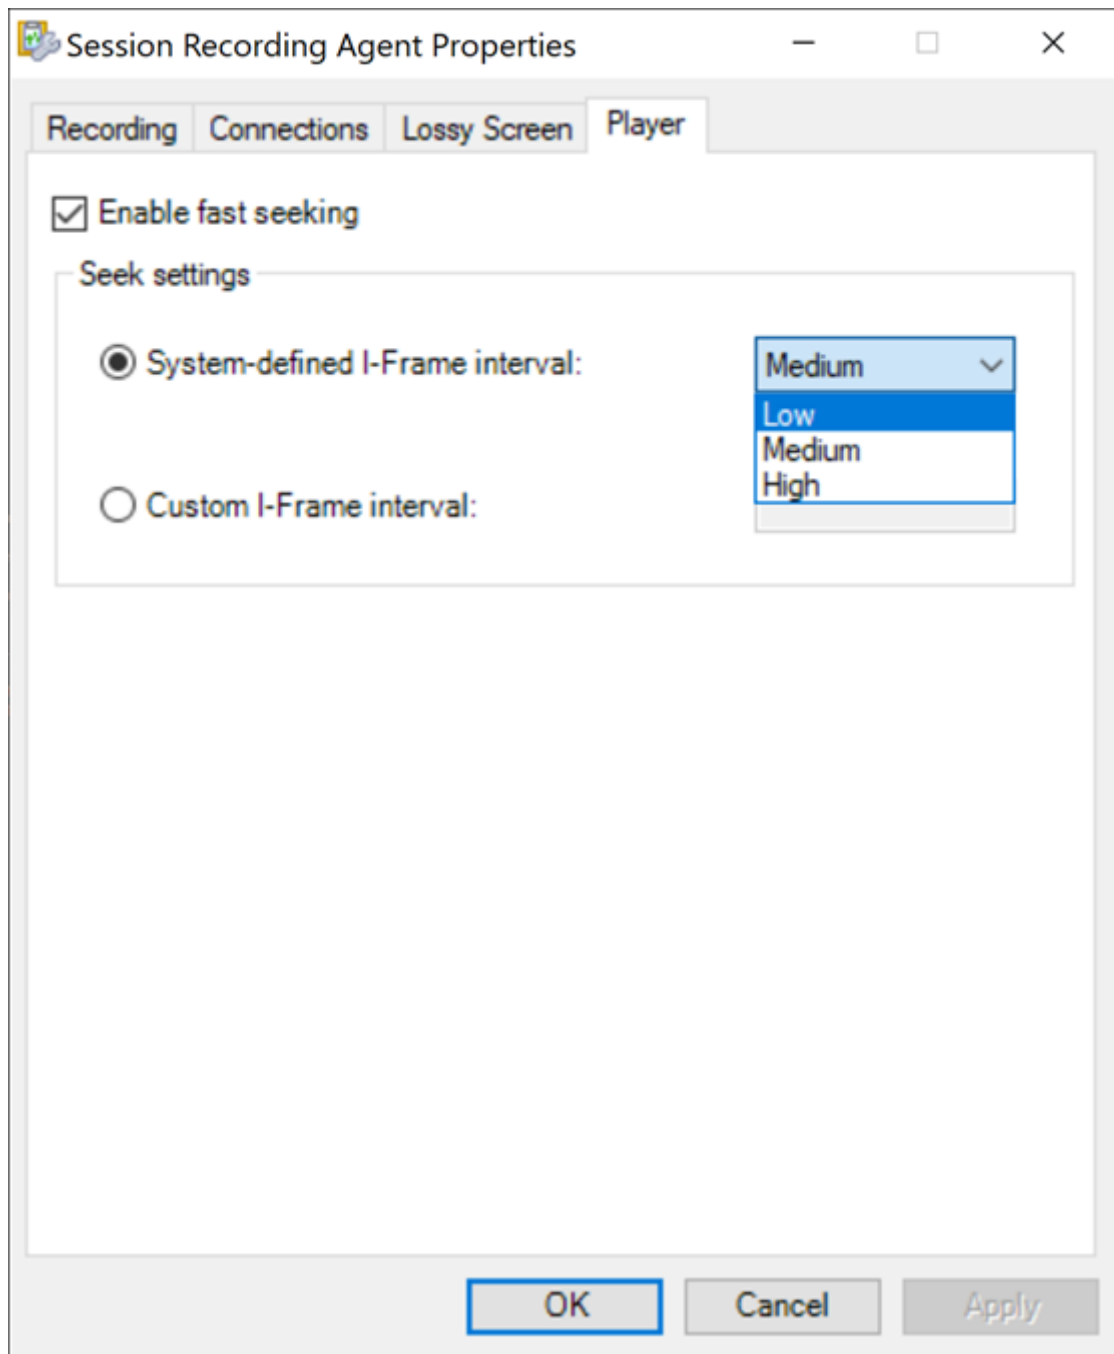 Session Recording Agent Properties
Recording Connections Lossy Screen Player
Enable fast seeking
Seek settings
System-defined I-Frame interval: Medium
Low
Medium
High
Custom I-Frame interval:
OK Cancel Apply